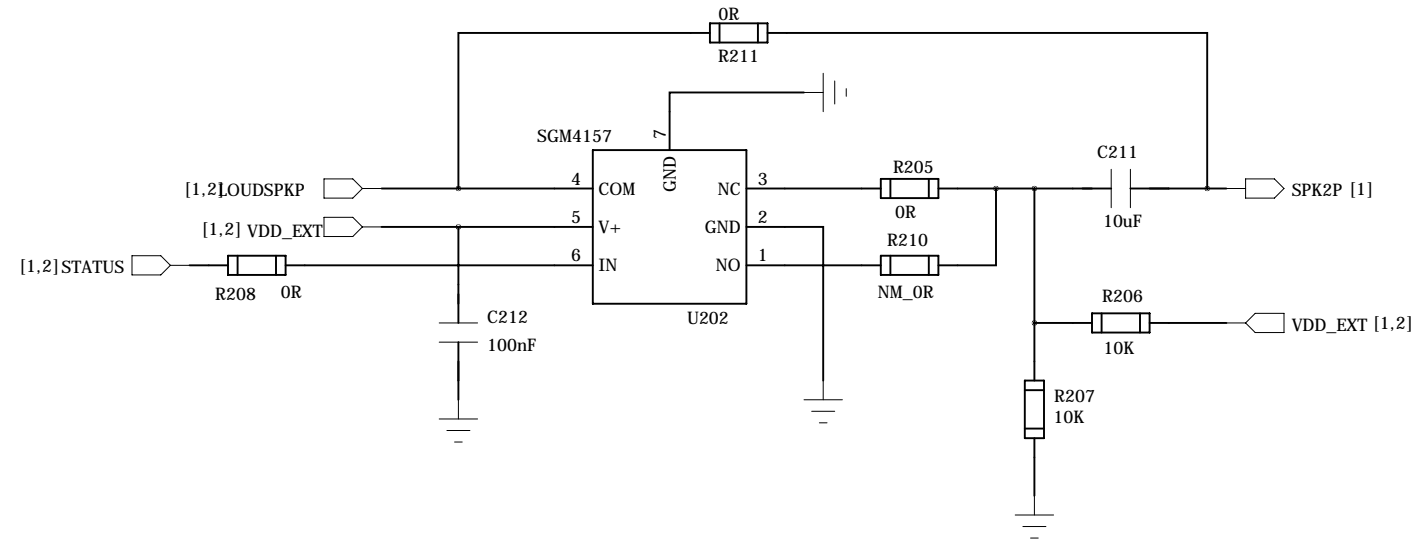 0R
R211
SGM4157
7
GND
[1,2]LOUDSPKP
4
COM
NC
3
R205
0R
C211
10uF
SPK2P [1]
[1,2] VDD_EXT
5
V+
GND
2
R210
[1,2]STATUS
R208
0R
6
IN
NO
1
NM_0R
U202
C212
100nF
R206
10K
VDD_EXT [1,2]
R207
10K